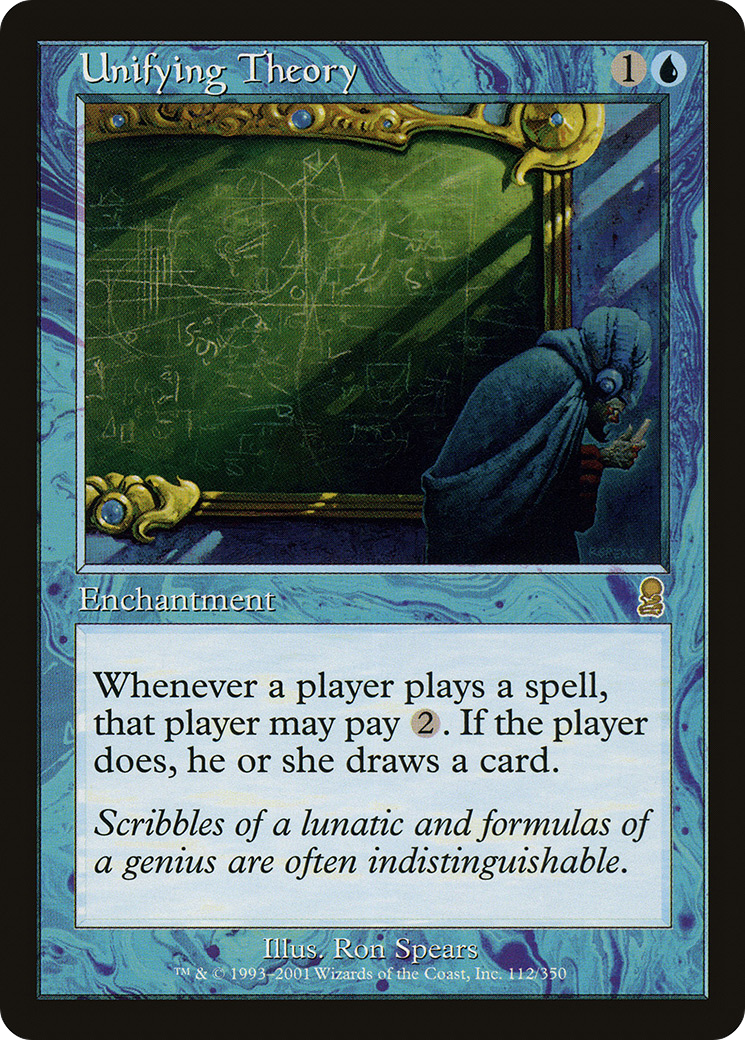 Unifying Theory 1
Enchantment
Whenever a player plays a spell,
that player may pay 2. If the player
does, he or she draws a card.
Scribbles of a lunatic and formulas of
a genius are often indistinguishable.
Illus. Ron Spears
™ & © 1993–2001 Wizards of the Coast, Inc. 112/350